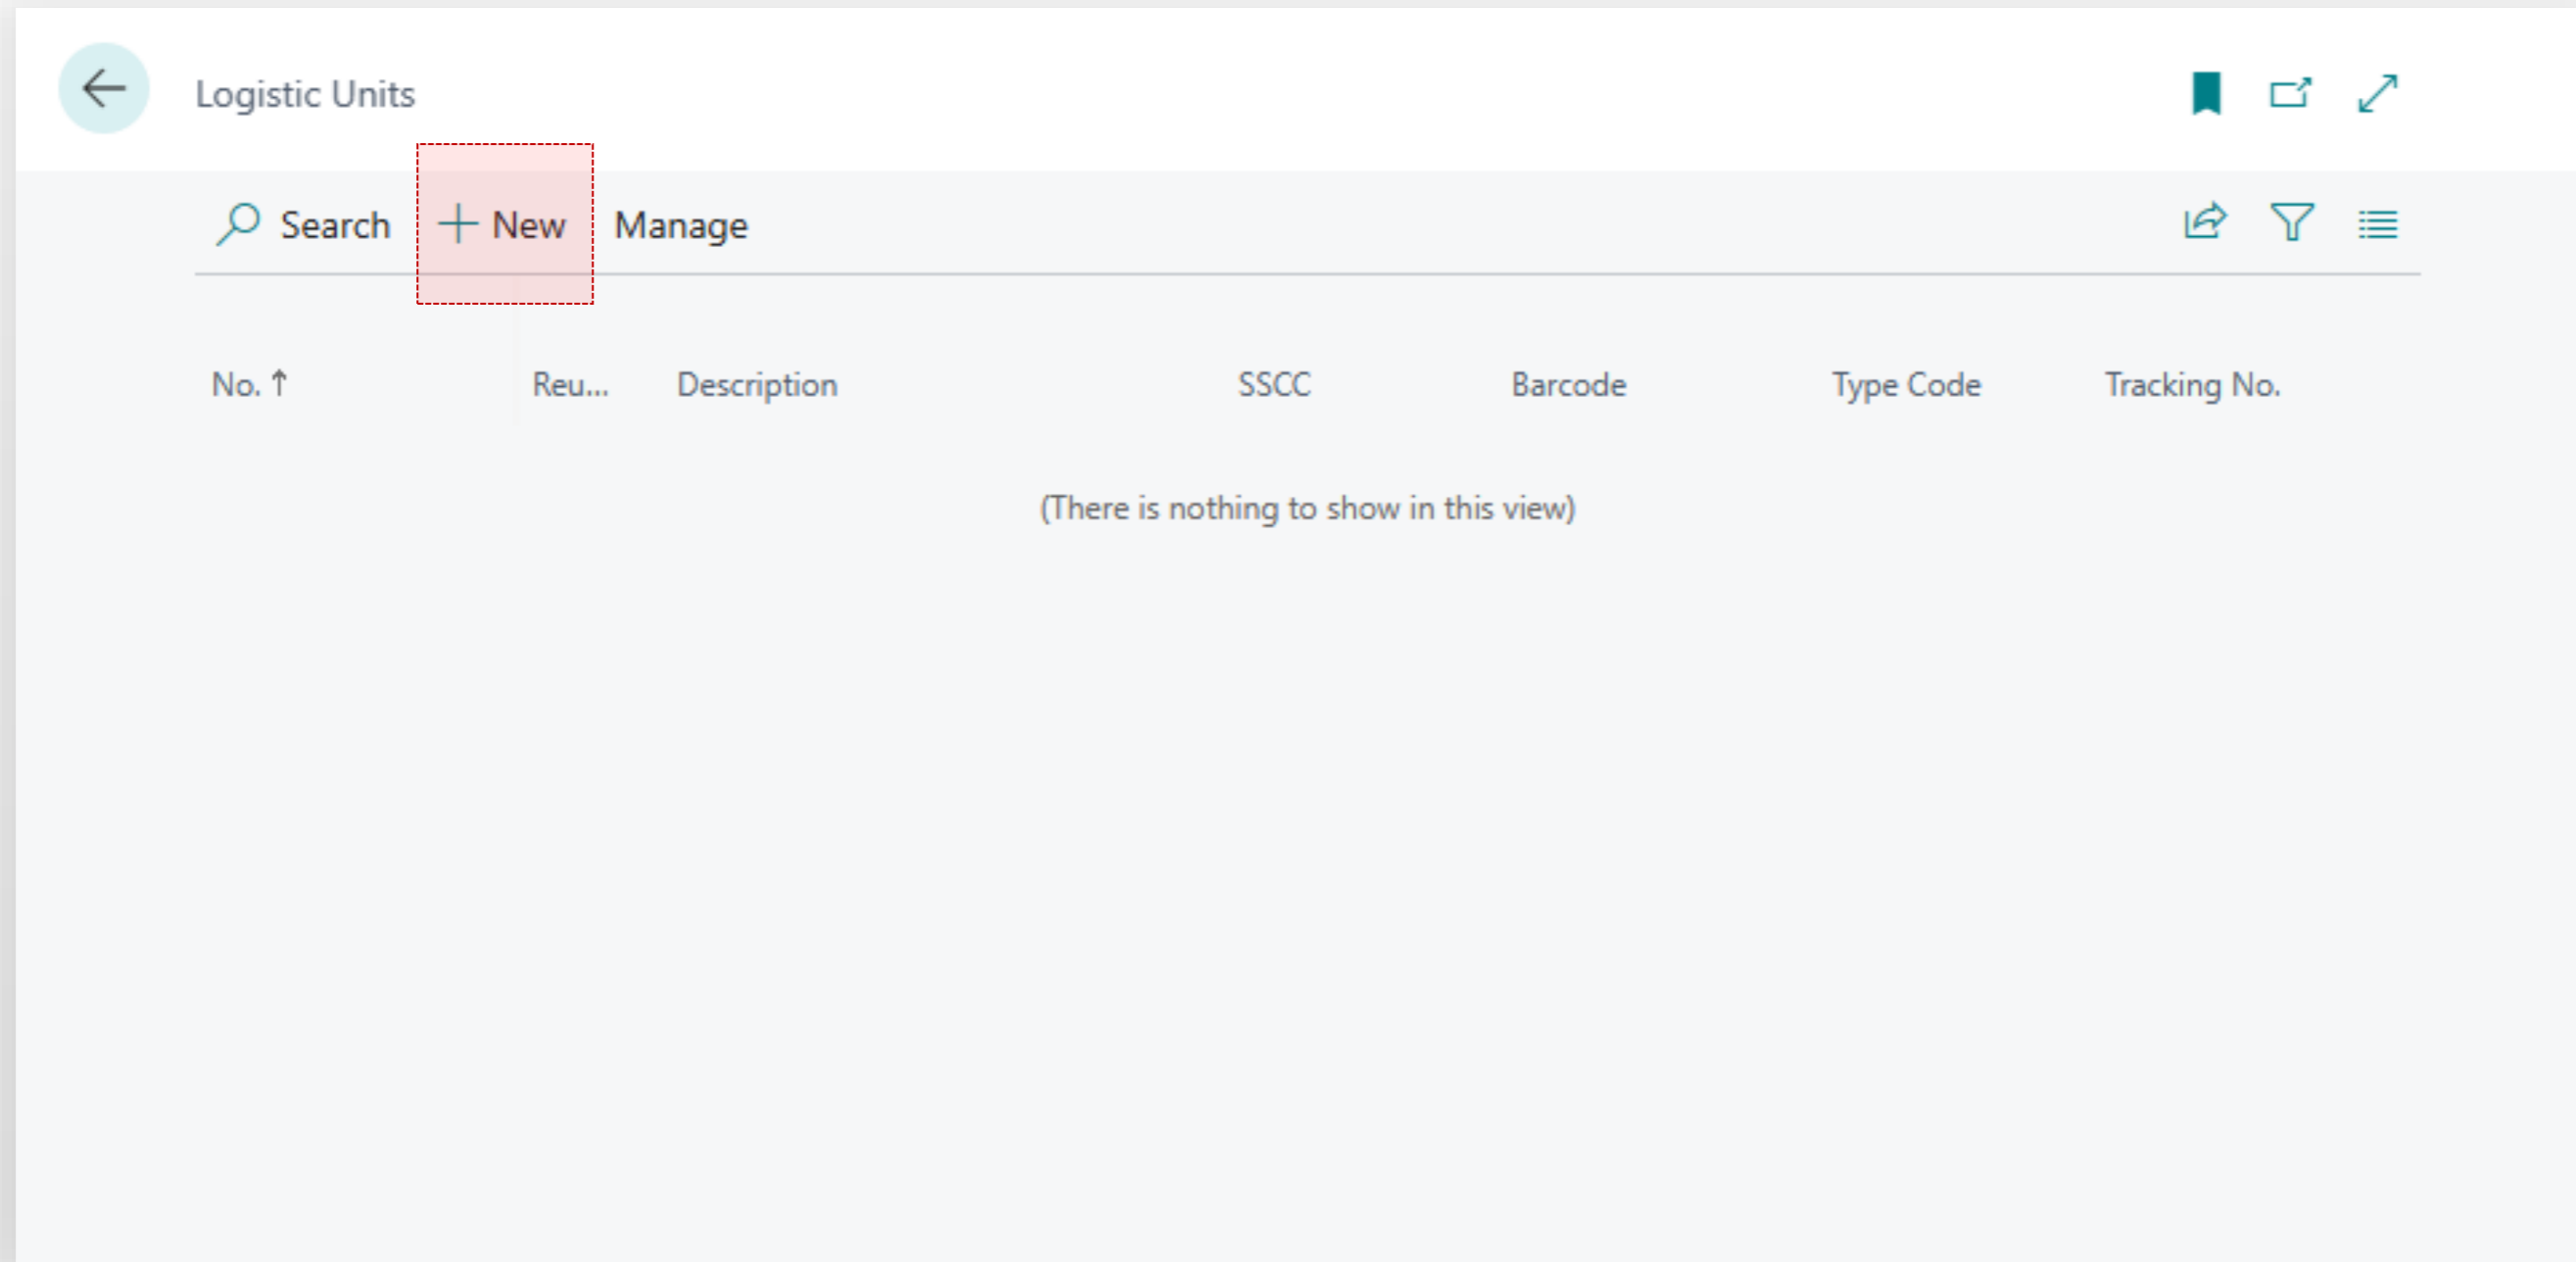 Logistic Units
Search New Manage
No. ↑ Reu... Description SSCC Barcode Type Code Tracking No.
(There is nothing to show in this view)